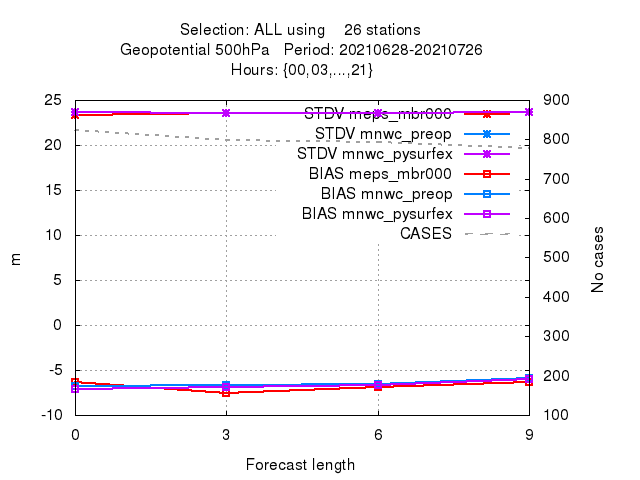 Selection: ALL using 26 stations
Geopotential 500hPa Period: 20210628-20210726
Hours: {00,03,...,21}
25
20
15
10
5
0
-5
-10
m
900
800
700
600
500
400
300
200
100
No cases
STDV meps_mbr000
STDV mnwc_preop
STDV mnwc_pysurfex
BIAS meps_mbr000
BIAS mnwc_preop
BIAS mnwc_pysurfex
CASES
0 3 6 9
Forecast length